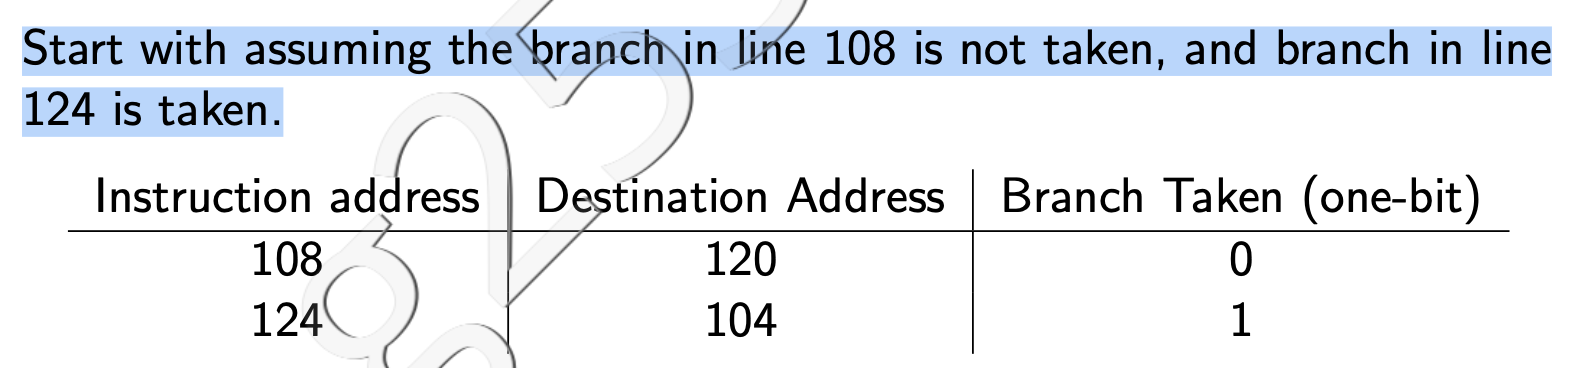 Start with assuming the branch in line 108 is not taken, and branch in line
124 is taken.
Instruction address Destination Address Branch Taken (one-bit)
108 120 0
124 104 1